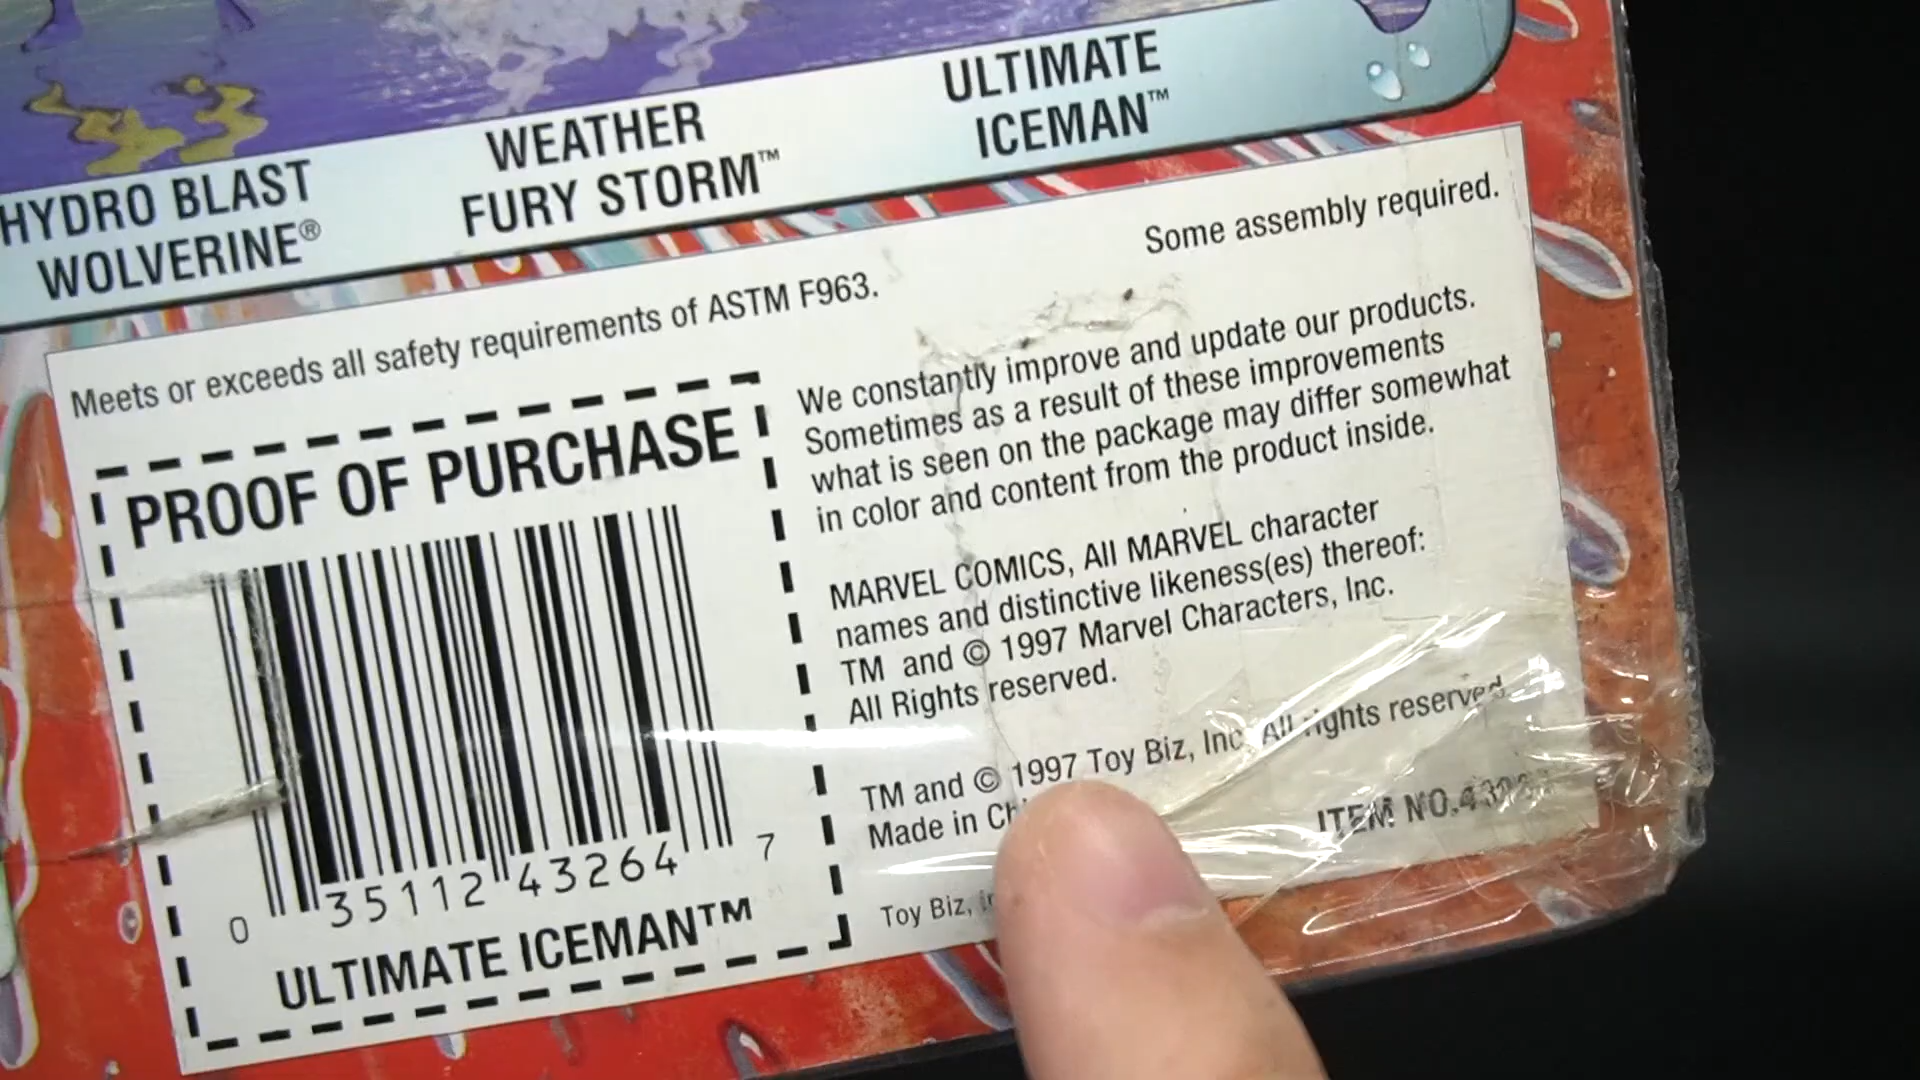 HYDRO BLAST
WOLVERINE®
WEATHER
FURY STORM™
ULTIMATE
ICEMAN™
Some assembly required.
Meets or exceeds all safety requirements of ASTM F963.
PROOF OF PURCHASE
0 35112 43264 7
ULTIMATE ICEMAN™
We constantly improve and update our products.
Sometimes as a result of these improvements
what is seen on the package may differ somewhat
in color and content from the product inside.
MARVEL COMICS, All MARVEL character
names and distinctive likeness(es) thereof:
TM and © 1997 Marvel Characters, Inc.
All Rights reserved.
TM and © 1997 Toy Biz, Inc. All rights reserved.
Made in
ITEM NO.
Toy Biz,